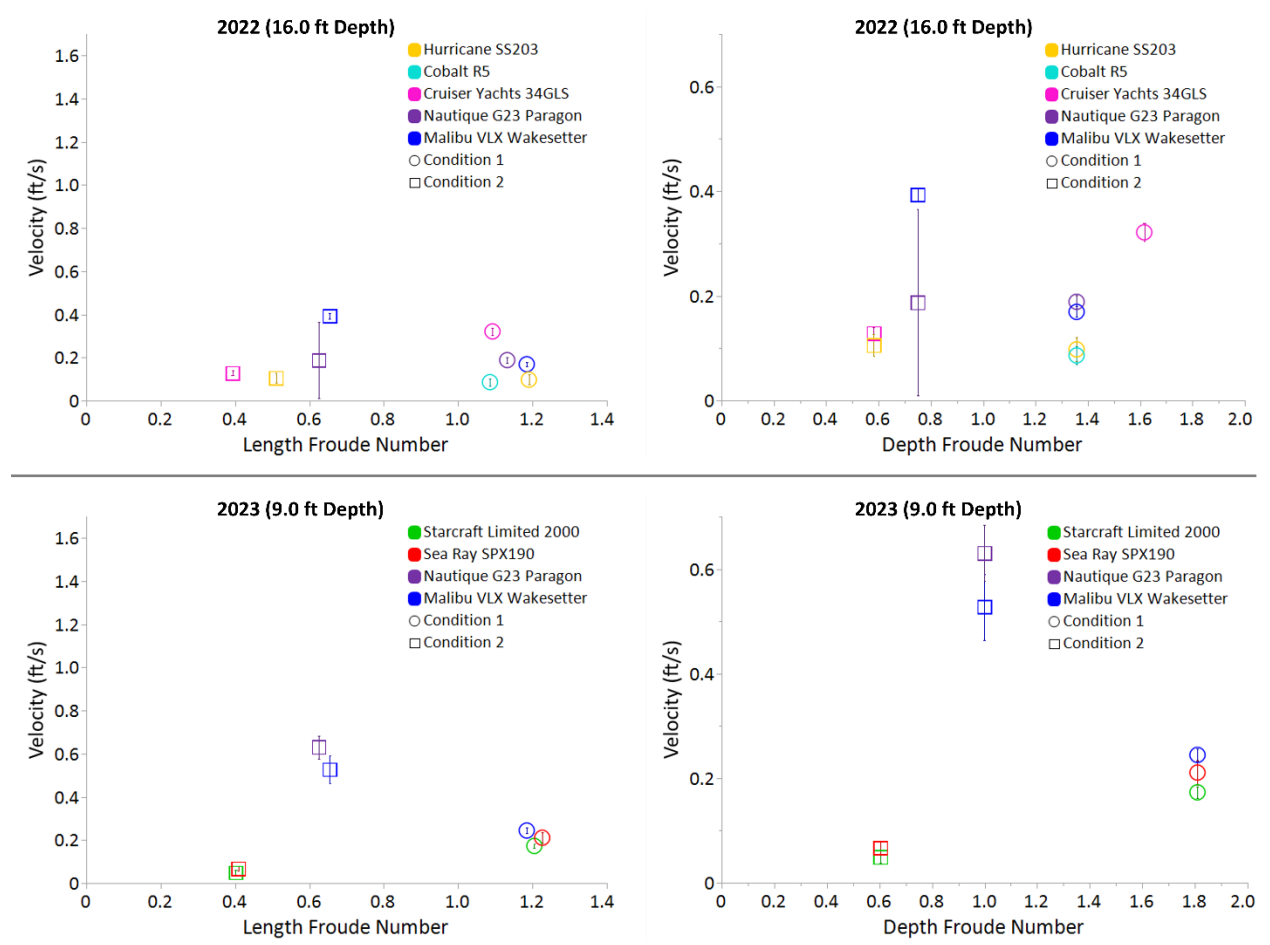 2022 (16.0 ft Depth)
Hurricane SS203
Cobalt R5
Cruiser Yachts 34GLS
Nautique G23 Paragon
Malibu VLX Wakesetter
Condition 1
Condition 2
Velocity (ft/s)
1.6
1.4
1.2
1.0
0.8
0.6
0.4
0.2
0
0 0.2 0.4 0.6 0.8 1.0 1.2 1.4
Length Froude Number
2022 (16.0 ft Depth)
Hurricane SS203
Cobalt R5
Cruiser Yachts 34GLS
Nautique G23 Paragon
Malibu VLX Wakesetter
Condition 1
Condition 2
Velocity (ft/s)
0.6
0.4
0.2
0
0 0.2 0.4 0.6 0.8 1.0 1.2 1.4 1.6 1.8 2.0
Depth Froude Number
2023 (9.0 ft Depth)
Starcraft Limited 2000
Sea Ray SPX190
Nautique G23 Paragon
Malibu VLX Wakesetter
Condition 1
Condition 2
Velocity (ft/s)
1.6
1.4
1.2
1.0
0.8
0.6
0.4
0.2
0
0 0.2 0.4 0.6 0.8 1.0 1.2 1.4
Length Froude Number
2023 (9.0 ft Depth)
Starcraft Limited 2000
Sea Ray SPX190
Nautique G23 Paragon
Malibu VLX Wakesetter
Condition 1
Condition 2
Velocity (ft/s)
0.6
0.4
0.2
0
0 0.2 0.4 0.6 0.8 1.0 1.2 1.4 1.6 1.8 2.0
Depth Froude Number